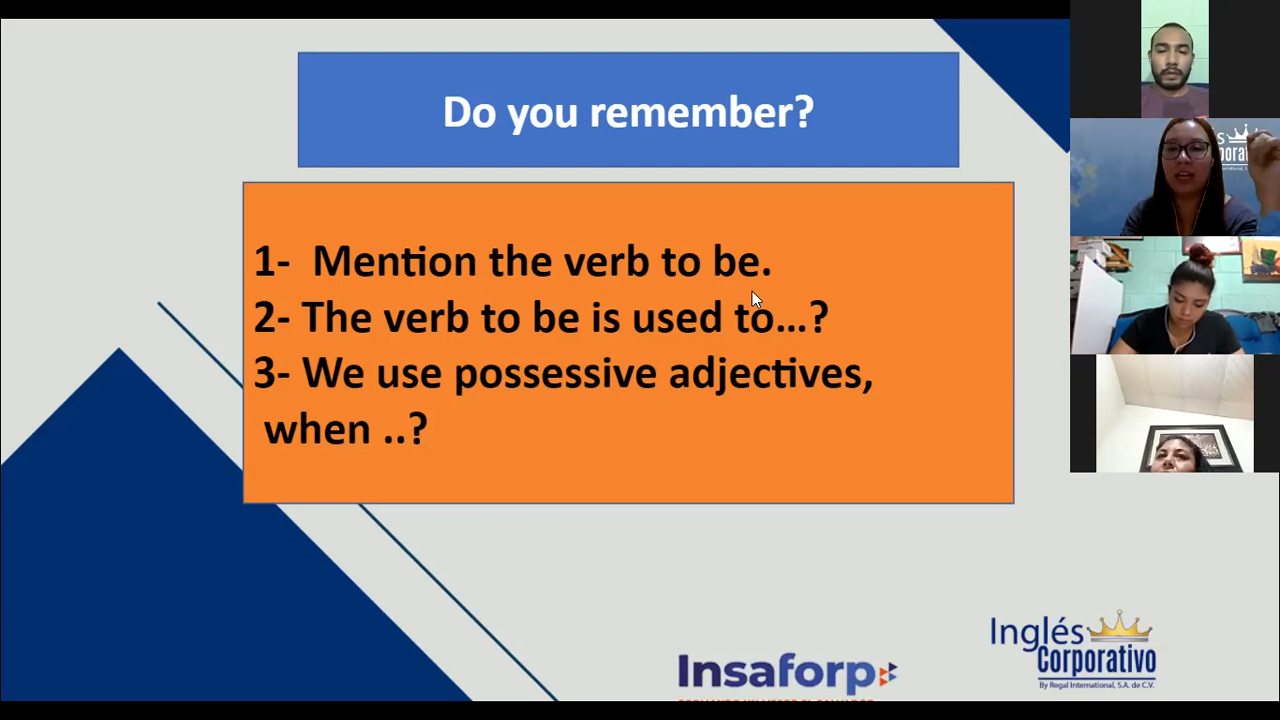 Do you remember?
1- Mention the verb to be.
2- The verb to be is used to...?
3- We use possessive adjectives,
when ..?
Insaforp
Inglés
Corporativo
By Regal International, S.A. de C.V.